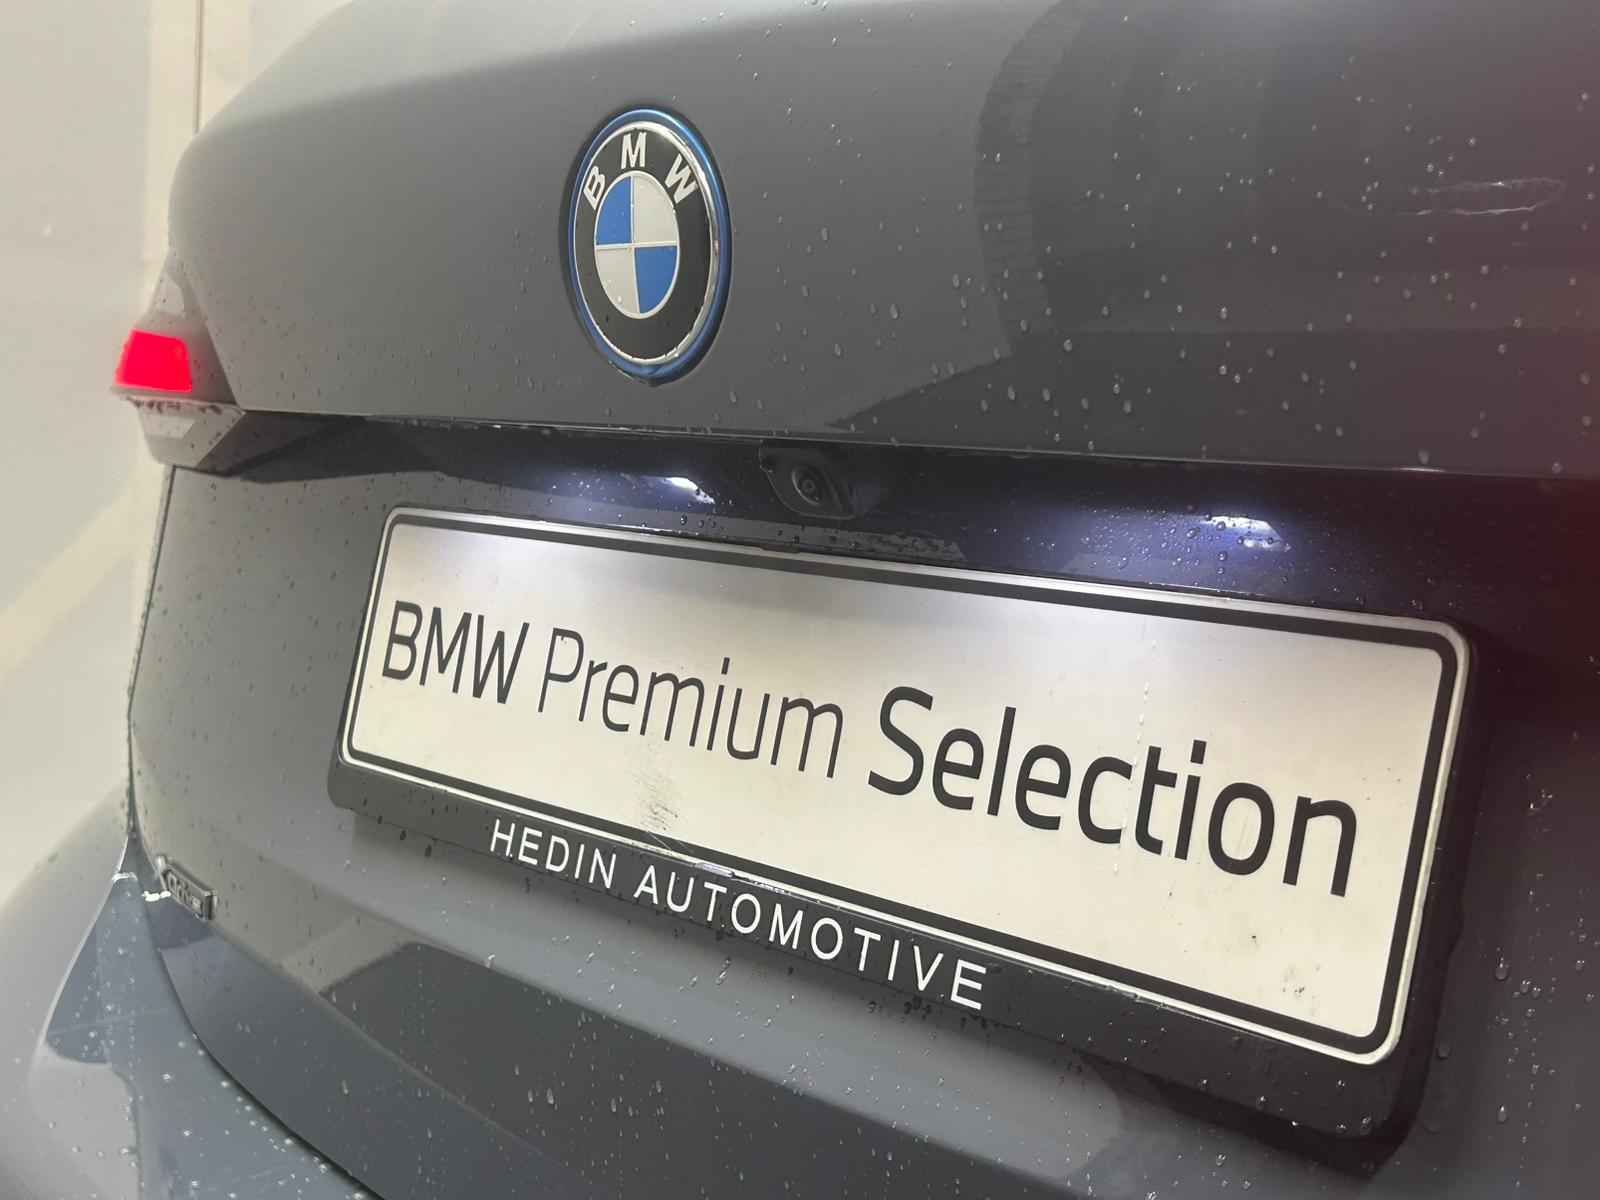 BMW
BMW Premium Selection
HEDIN AUTOMOTIVE